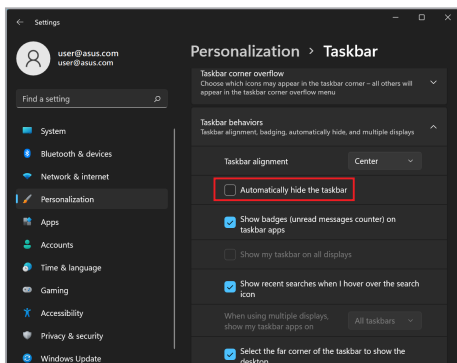 Settings
user@asus.com
user@asus.com
Find a setting
System
Bluetooth & devices
Network & internet
Personalization
Apps
Accounts
Time & language
Gaming
Accessibility
Privacy & security
Windows Update
Personalization > Taskbar
Taskbar corner overflow
Choose which icons may appear in the taskbar corner – all others will
appear in the taskbar corner overflow menu
Taskbar behaviors
Taskbar alignment, badging, automatically hide, and multiple displays
Taskbar alignment
Center
Automatically hide the taskbar
Show badges (unread messages counter) on
taskbar apps
Show my taskbar on all displays
Show recent searches when I hover over the search
icon
When using multiple displays,
show my taskbar apps on
All taskbars
Select the far corner of the taskbar to show the
desktop